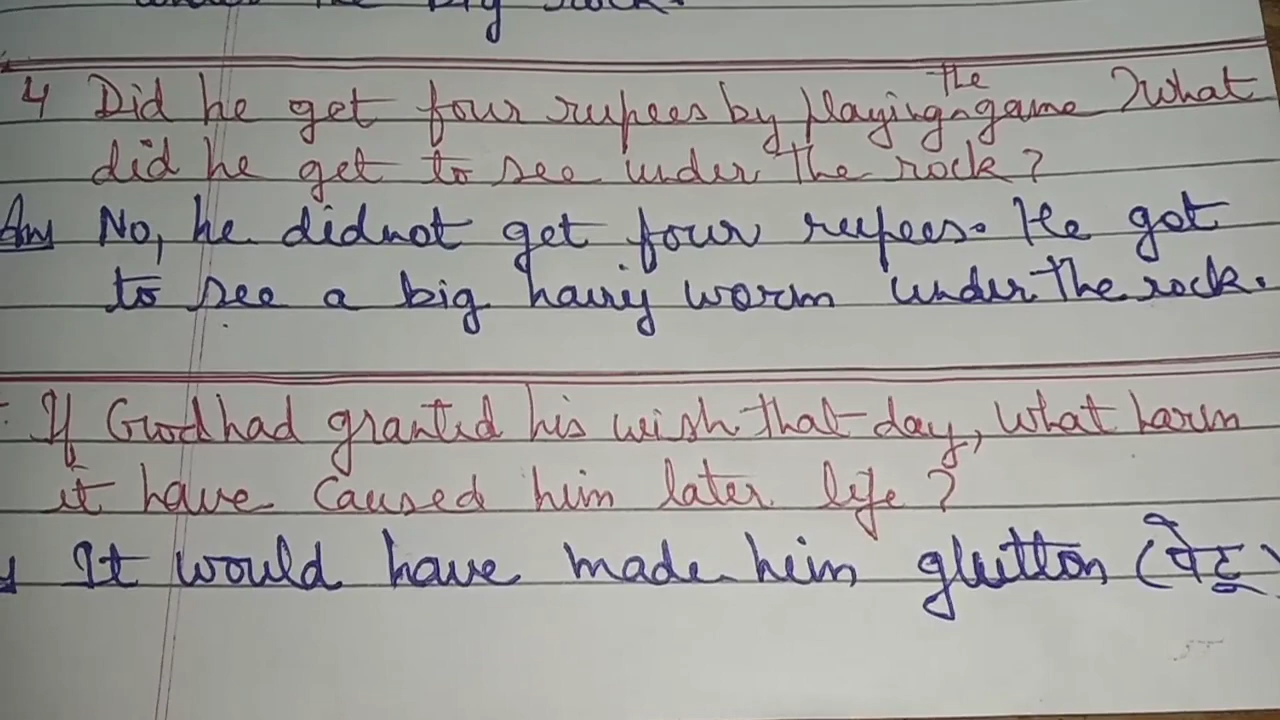 the big rock.
4 Did he get four rupees by playing the game ? What
did he get to see under the rock?
Ans No, he didnot get four rupees. He got
to see a big hairy worm under the rock.
If God had granted his wish that day, what harm
it have caused him later life?
It would have made him glutton (पेटू)